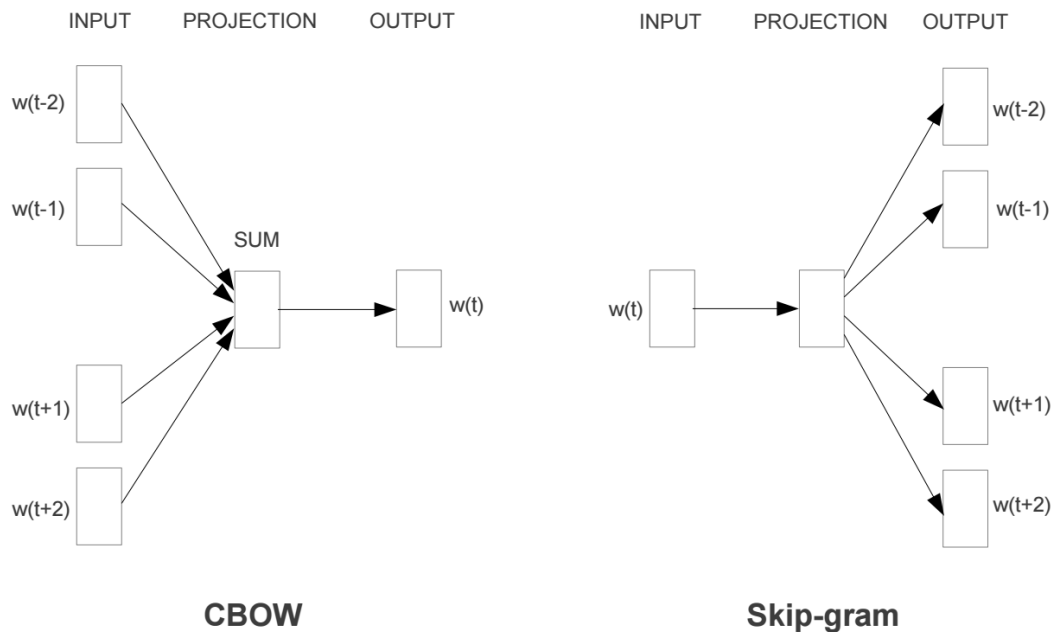 INPUT PROJECTION OUTPUT
w(t-2)
w(t-1)
SUM
w(t)
w(t+1)
w(t+2)
CBOW
INPUT PROJECTION OUTPUT
w(t-2)
w(t-1)
w(t)
w(t+1)
w(t+2)
Skip-gram